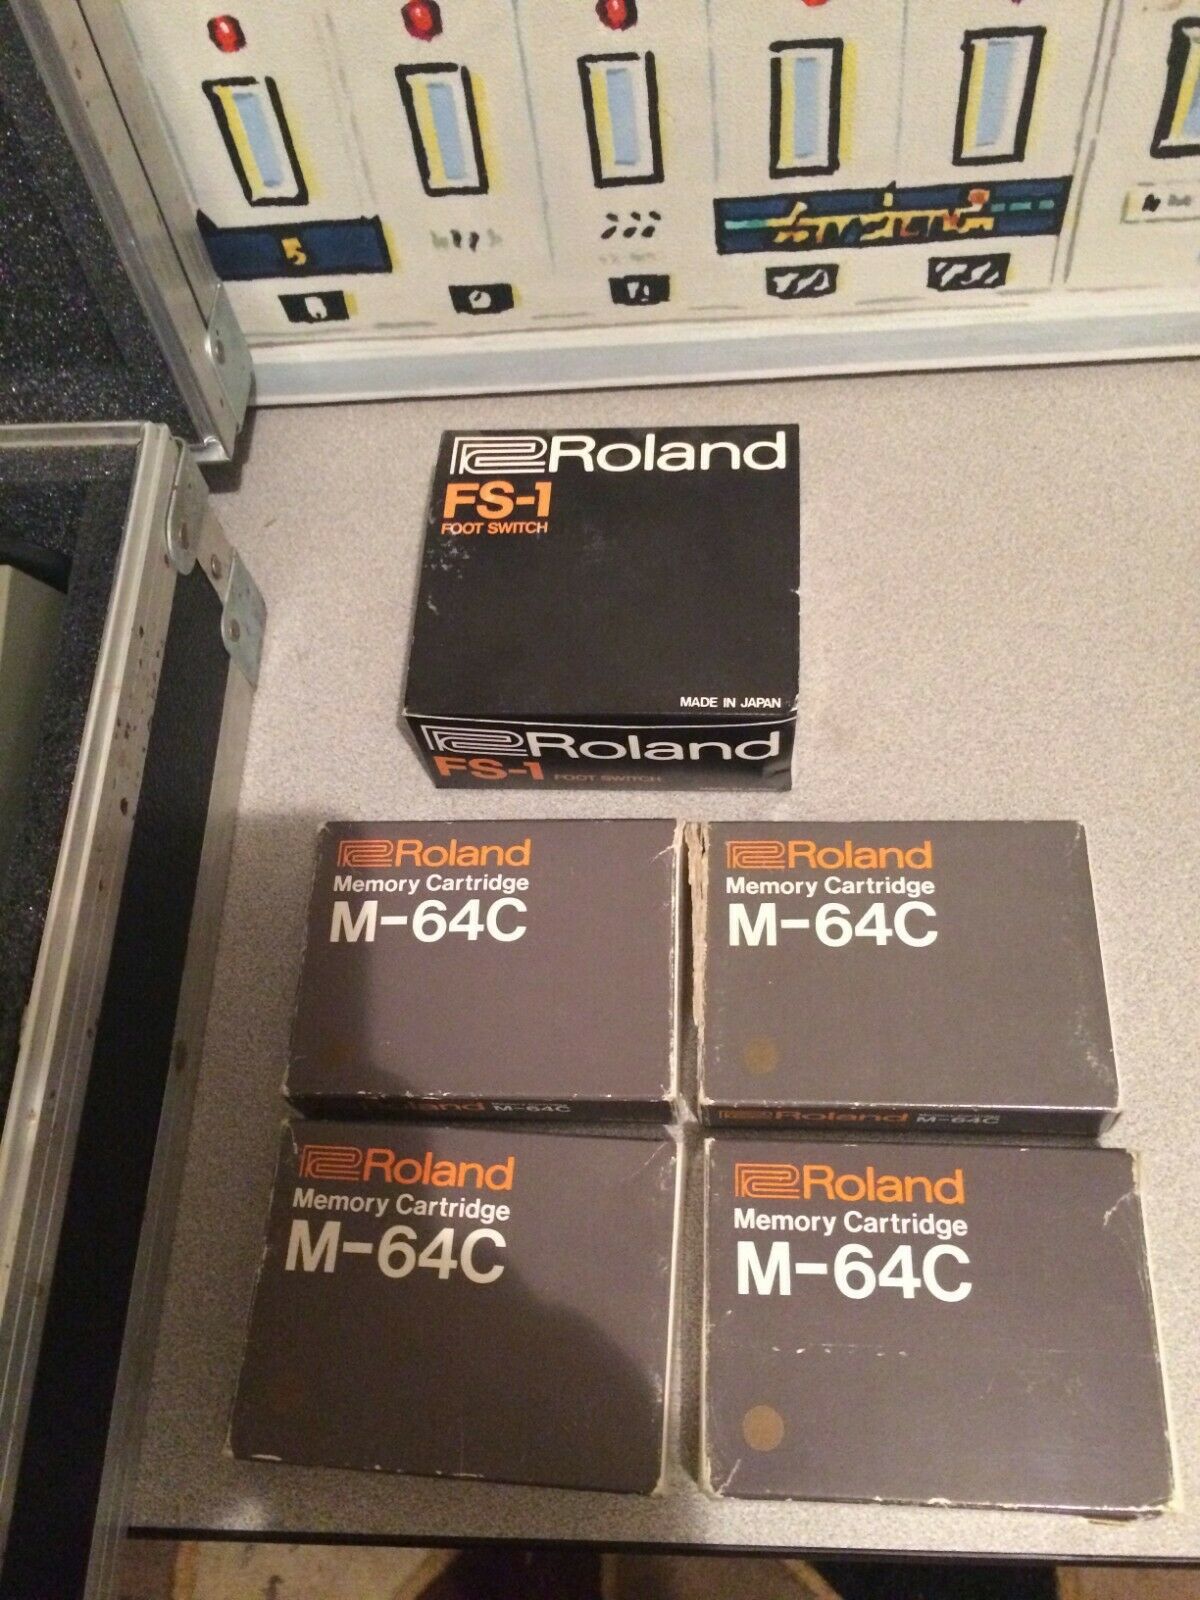 5
Roland
FS-1
FOOT SWITCH
MADE IN JAPAN
Roland
FS-1 FOOT SWITCH
Roland
Memory Cartridge
M-64C
Roland M-64C
Roland
Memory Cartridge
M-64C
Roland M-64C
Roland
Memory Cartridge
M-64C
Roland
Memory Cartridge
M-64C